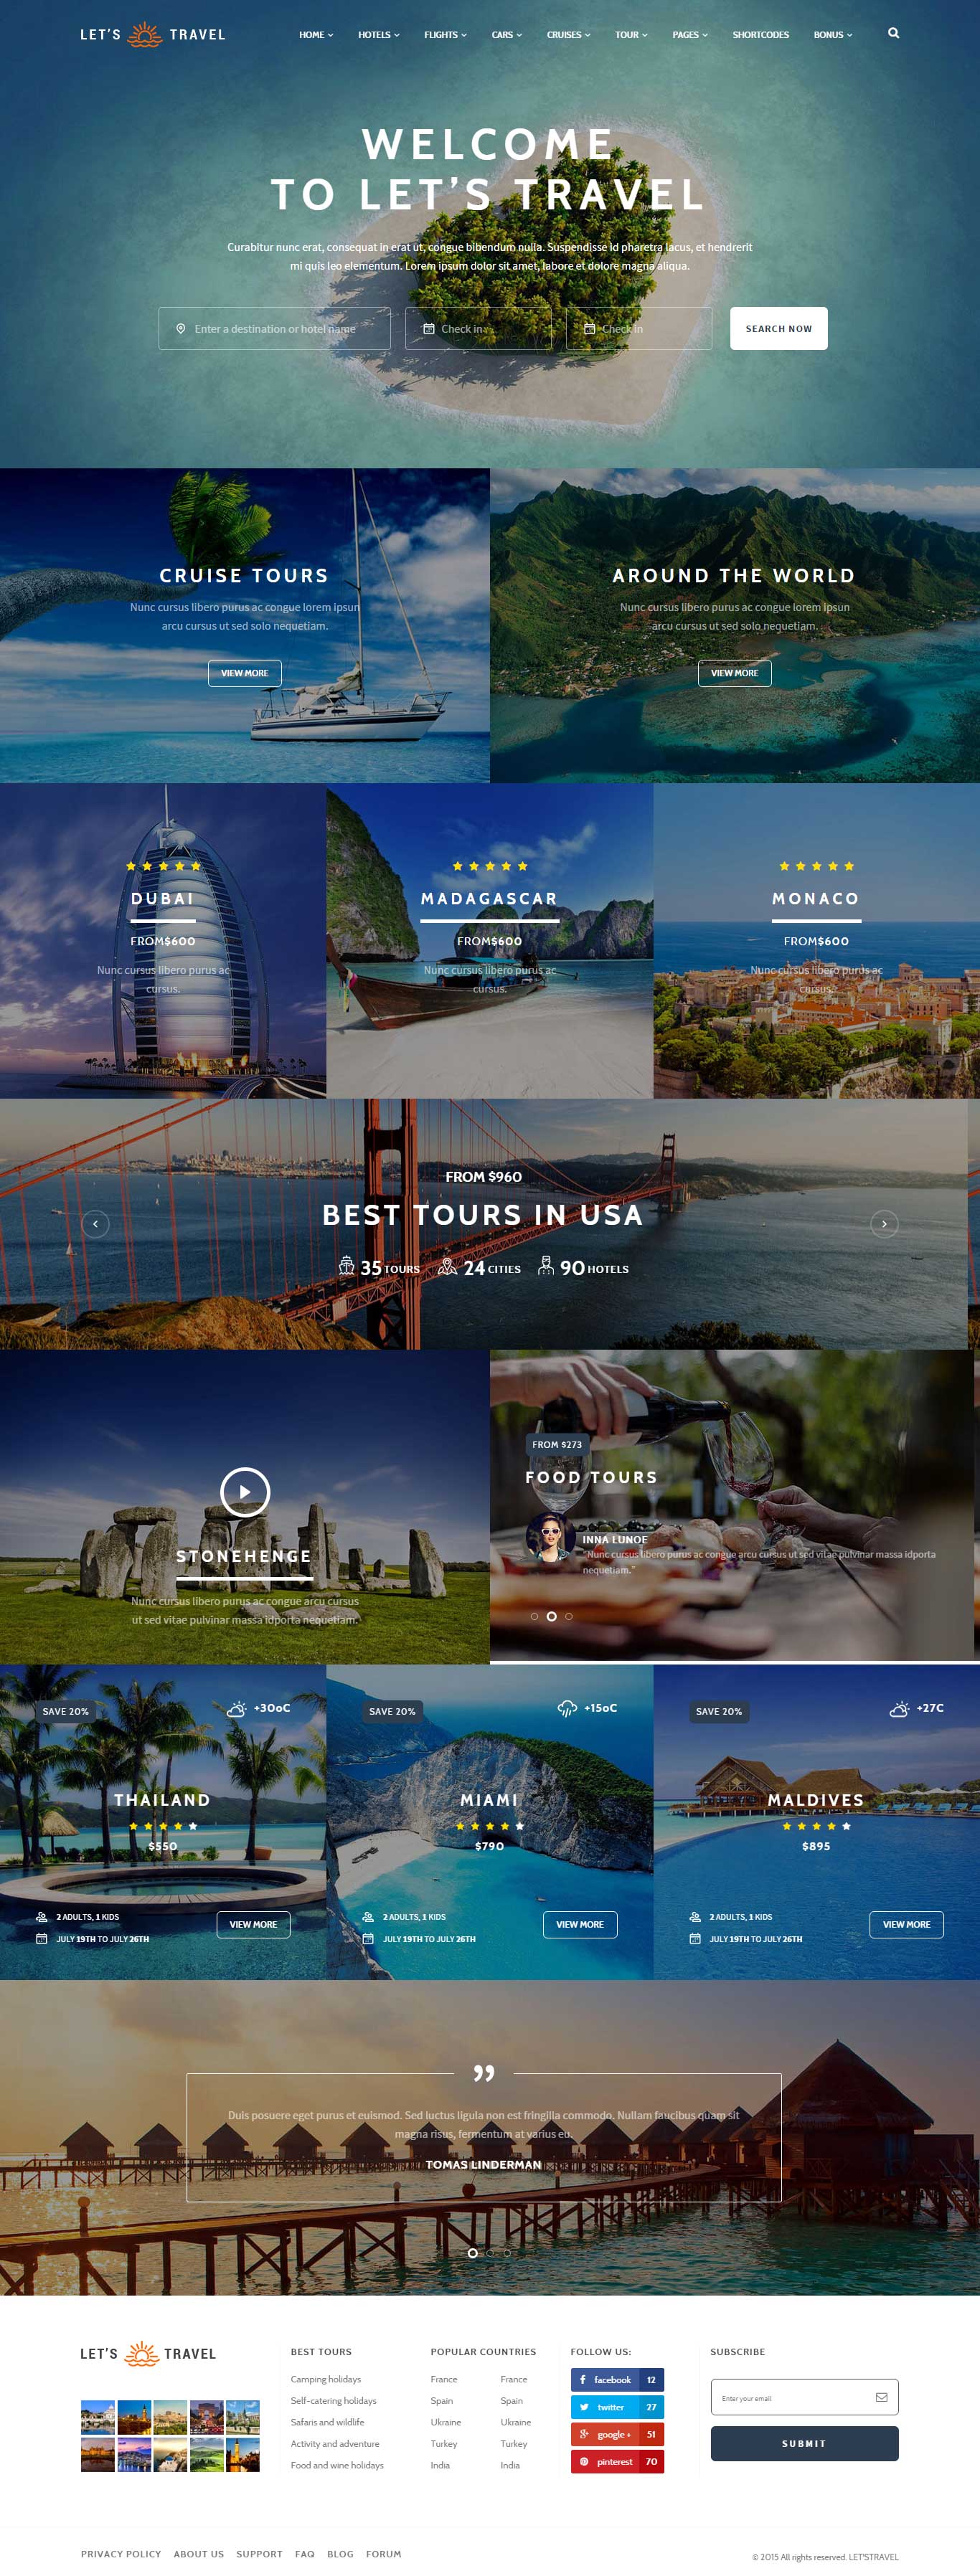 LET'S TRAVEL
HOME HOTELS FLIGHTS CARS CRUISES TOUR PAGES SHORTCODES BONUS
WELCOME
TO LET'S TRAVEL
Curabitur nunc erat, consequat in erat ut, congue bibendum nulla. Suspendisse id pharetra lacus, et hendrerit
mi quis leo elementum. Lorem ipsum dolor sit amet, labore et dolore magna aliqua.
Enter a destination or hotel name
Check in
Check in
SEARCH NOW
CRUISE TOURS
Nunc cursus libero purus ac congue lorem ipsun
arcu cursus ut sed solo nequetiam.
VIEW MORE
AROUND THE WORLD
Nunc cursus libero purus ac congue lorem ipsun
arcu cursus ut sed solo nequetiam.
VIEW MORE
DUBAI
FROM$600
Nunc cursus libero purus ac
cursus.
MADAGASCAR
FROM$600
Nunc cursus libero purus ac
cursus.
MONACO
FROM$600
Nunc cursus libero purus ac
cursus.
FROM $960
BEST TOURS IN USA
35 TOURS 24 CITIES 90 HOTELS
STONEHENGE
Nunc cursus libero purus ac congue arcu cursus
ut sed vitae pulvinar massa idporta nequetiam.
FROM $273
FOOD TOURS
INNA LUNOE
"Nunc cursus libero purus ac congue arcu cursus ut sed vitae pulvinar massa idporta
nequetiam."
SAVE 20%
+30oC
THAILAND
$550
2 ADULTS, 1 KIDS
JULY 19TH TO JULY 26TH
VIEW MORE
SAVE 20%
+15oC
MIAMI
$790
2 ADULTS, 1 KIDS
JULY 19TH TO JULY 26TH
VIEW MORE
SAVE 20%
+27C
MALDIVES
$895
2 ADULTS, 1 KIDS
JULY 19TH TO JULY 26TH
VIEW MORE
”
Duis posuere eget purus et euismod. Sed luctus ligula non est fringilla commodo. Nullam faucibus quam sit
magna risus, fermentum at varius eu.
TOMAS LINDERMAN
LET'S TRAVEL
BEST TOURS
Camping holidays
Self-catering holidays
Safaris and wildlife
Activity and adventure
Food and wine holidays
POPULAR COUNTRIES
France France
Spain Spain
Ukraine Ukraine
Turkey Turkey
India India
FOLLOW US:
facebook 12
twitter 27
google + 51
pinterest 70
SUBSCRIBE
Enter your email
SUBMIT
PRIVACY POLICY ABOUT US SUPPORT FAQ BLOG FORUM
© 2015 All rights reserved. LET'STRAVEL